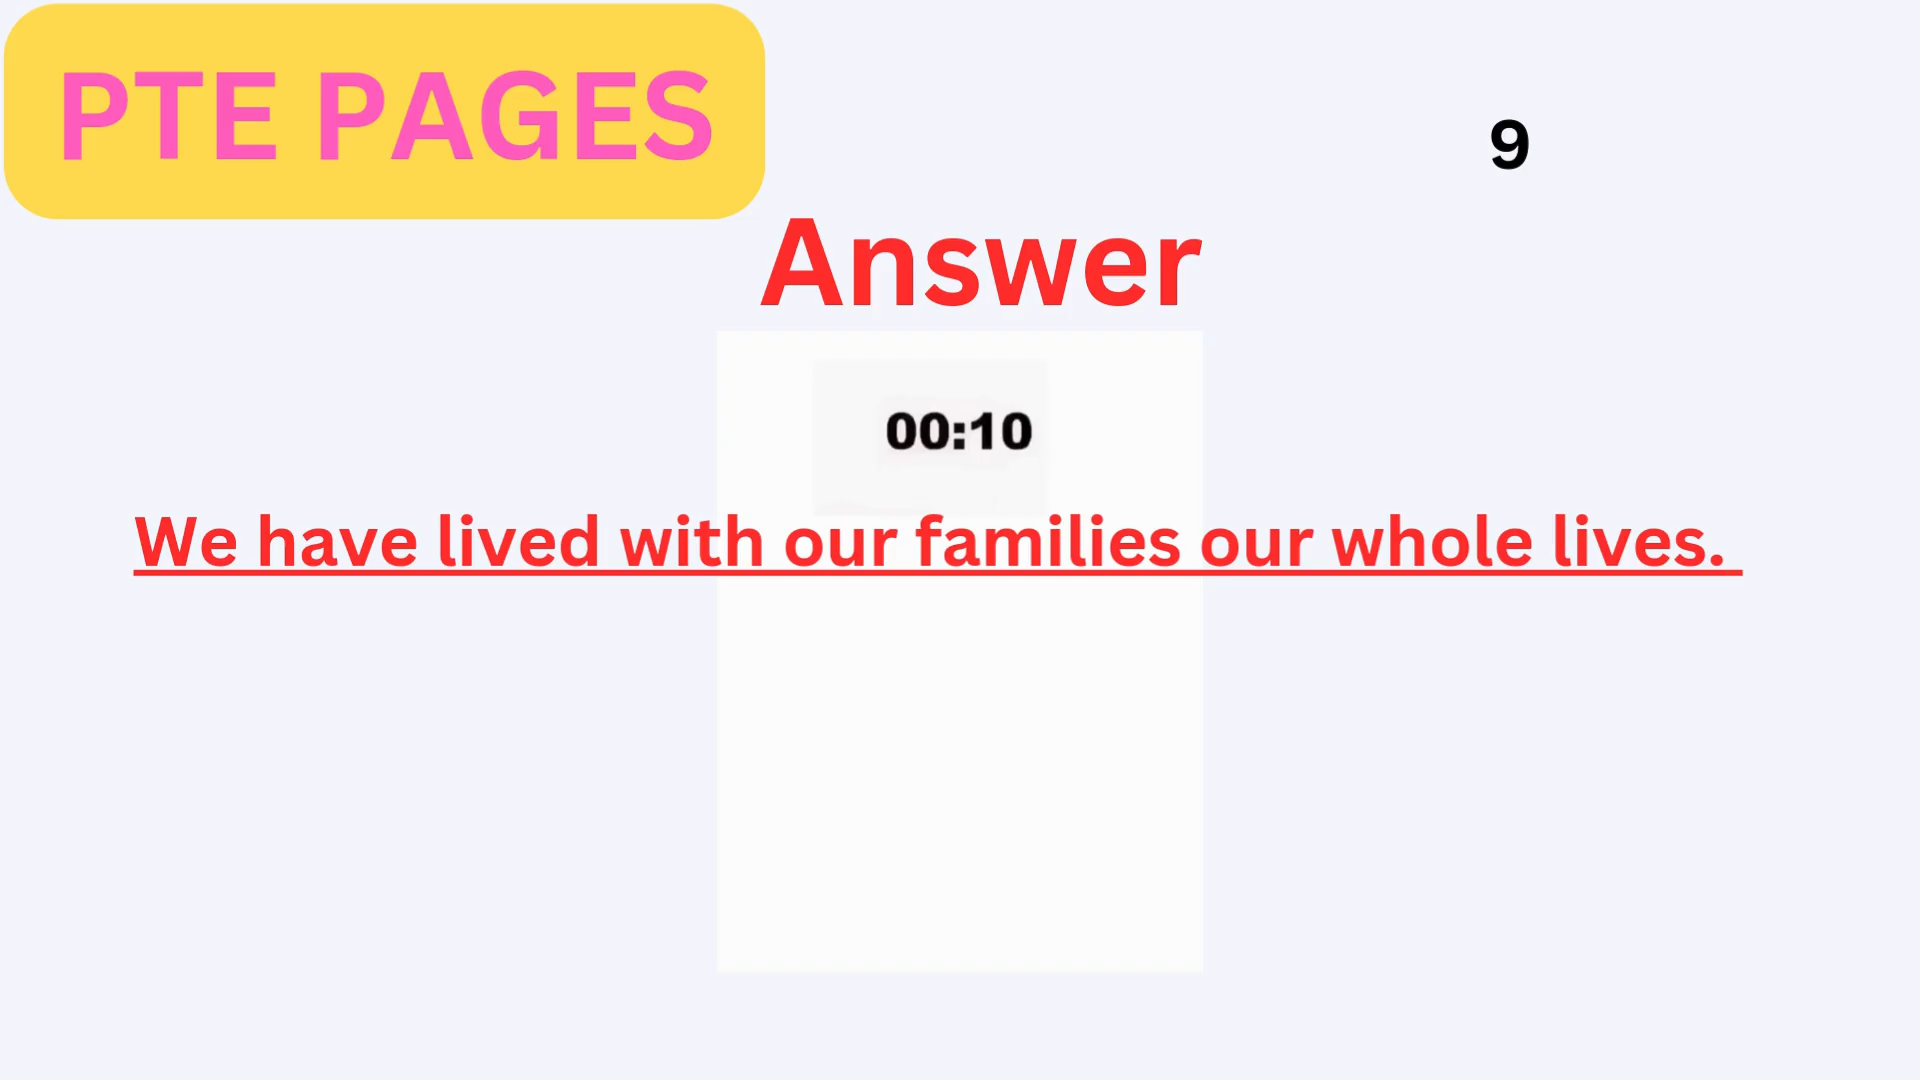 PTE PAGES
9
Answer
00:10
We have lived with our families our whole lives.